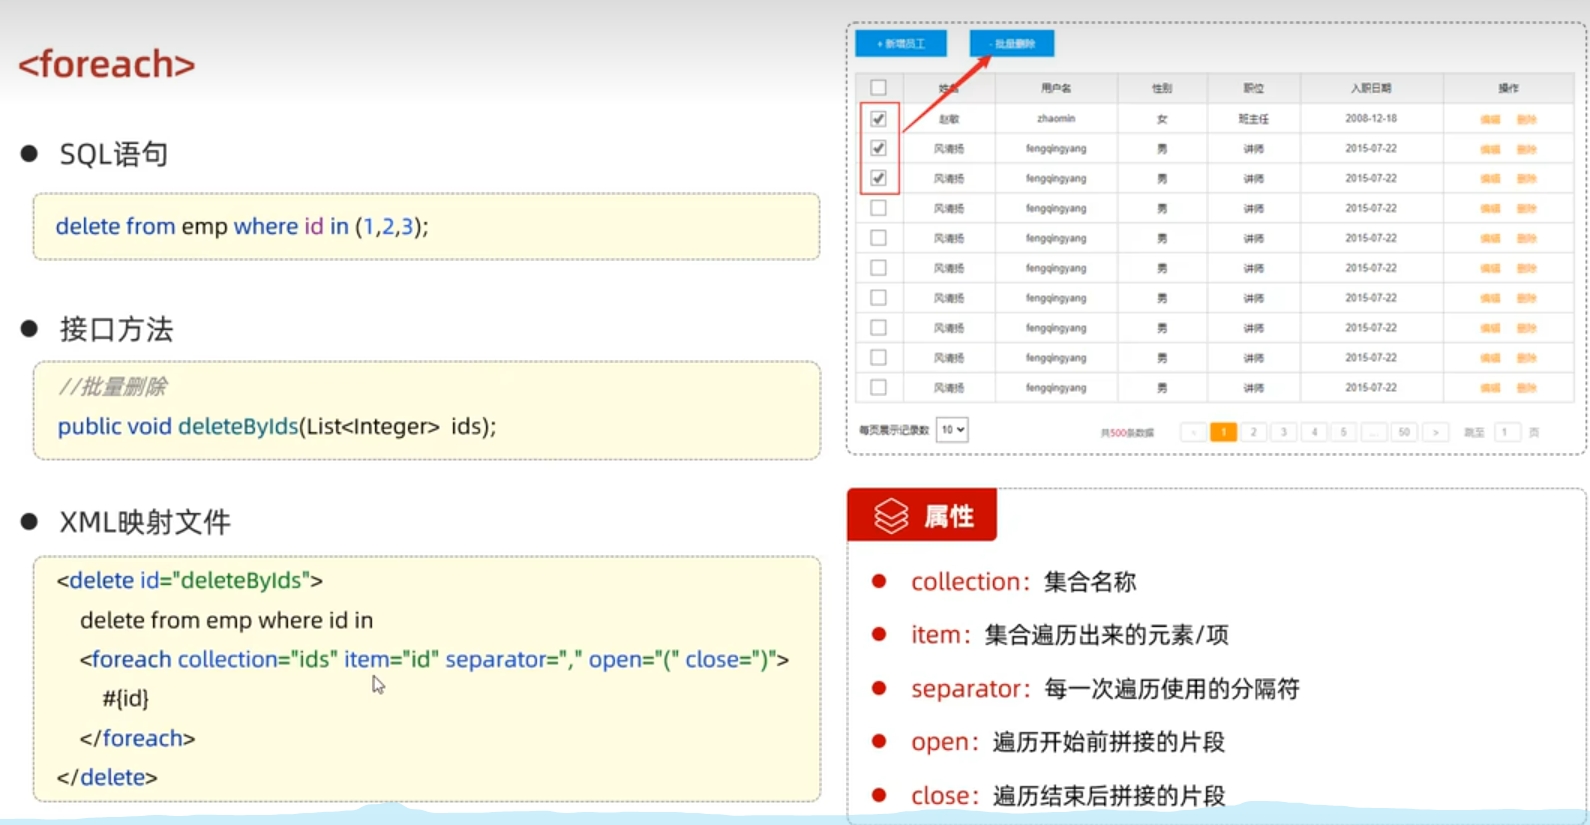 <foreach>
SQL语句
delete from emp where id in (1,2,3);
接口方法
//批量删除
public void deleteByIds(List<Integer> ids);
XML映射文件
<delete id="deleteByIds">
delete from emp where id in
<foreach collection="ids" item="id" separator="," open="(" close=")">
#{id}
</foreach>
</delete>
+ 新增员工 - 批量删除
姓名 用户名 性别 职位 入职日期 操作
赵敏 zhaomin 女 班主任 2008-12-18 编辑 删除
风清扬 fengqingyang 男 讲师 2015-07-22 编辑 删除
风清扬 fengqingyang 男 讲师 2015-07-22 编辑 删除
风清扬 fengqingyang 男 讲师 2015-07-22 编辑 删除
风清扬 fengqingyang 男 讲师 2015-07-22 编辑 删除
风清扬 fengqingyang 男 讲师 2015-07-22 编辑 删除
风清扬 fengqingyang 男 讲师 2015-07-22 编辑 删除
风清扬 fengqingyang 男 讲师 2015-07-22 编辑 删除
风清扬 fengqingyang 男 讲师 2015-07-22 编辑 删除
风清扬 fengqingyang 男 讲师 2015-07-22 编辑 删除
每页展示记录数 10 共500条数据 < 1 2 3 4 5 ... 50 > 跳至 1 页
属性
collection：集合名称
item：集合遍历出来的元素/项
separator：每一次遍历使用的分隔符
open：遍历开始前拼接的片段
close：遍历结束后拼接的片段